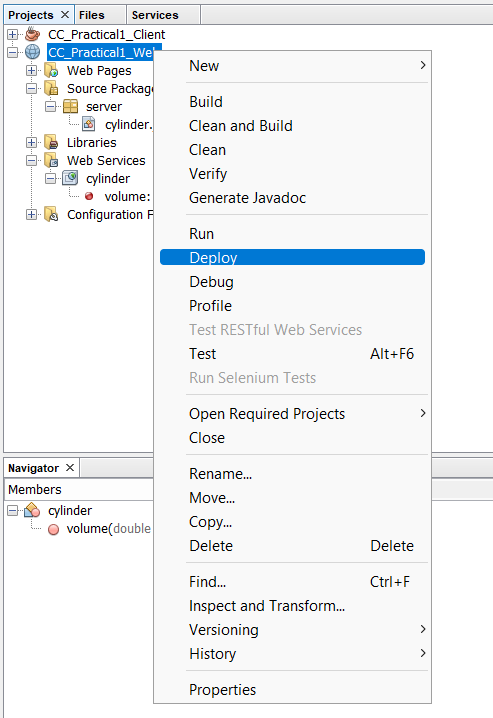 Projects
Files
Services
CC_Practical1_Client
CC_Practical1_We
Web Pages
Source Package
server
cylinder.
Libraries
Web Services
cylinder
volume:
Configuration F
New
Build
Clean and Build
Clean
Verify
Generate Javadoc
Run
Deploy
Debug
Profile
Test RESTful Web Services
Test Alt+F6
Run Selenium Tests
Open Required Projects
Close
Rename...
Move...
Copy...
Delete Delete
Find... Ctrl+F
Inspect and Transform...
Versioning
History
Properties
Navigator
Members
cylinder
volume(double